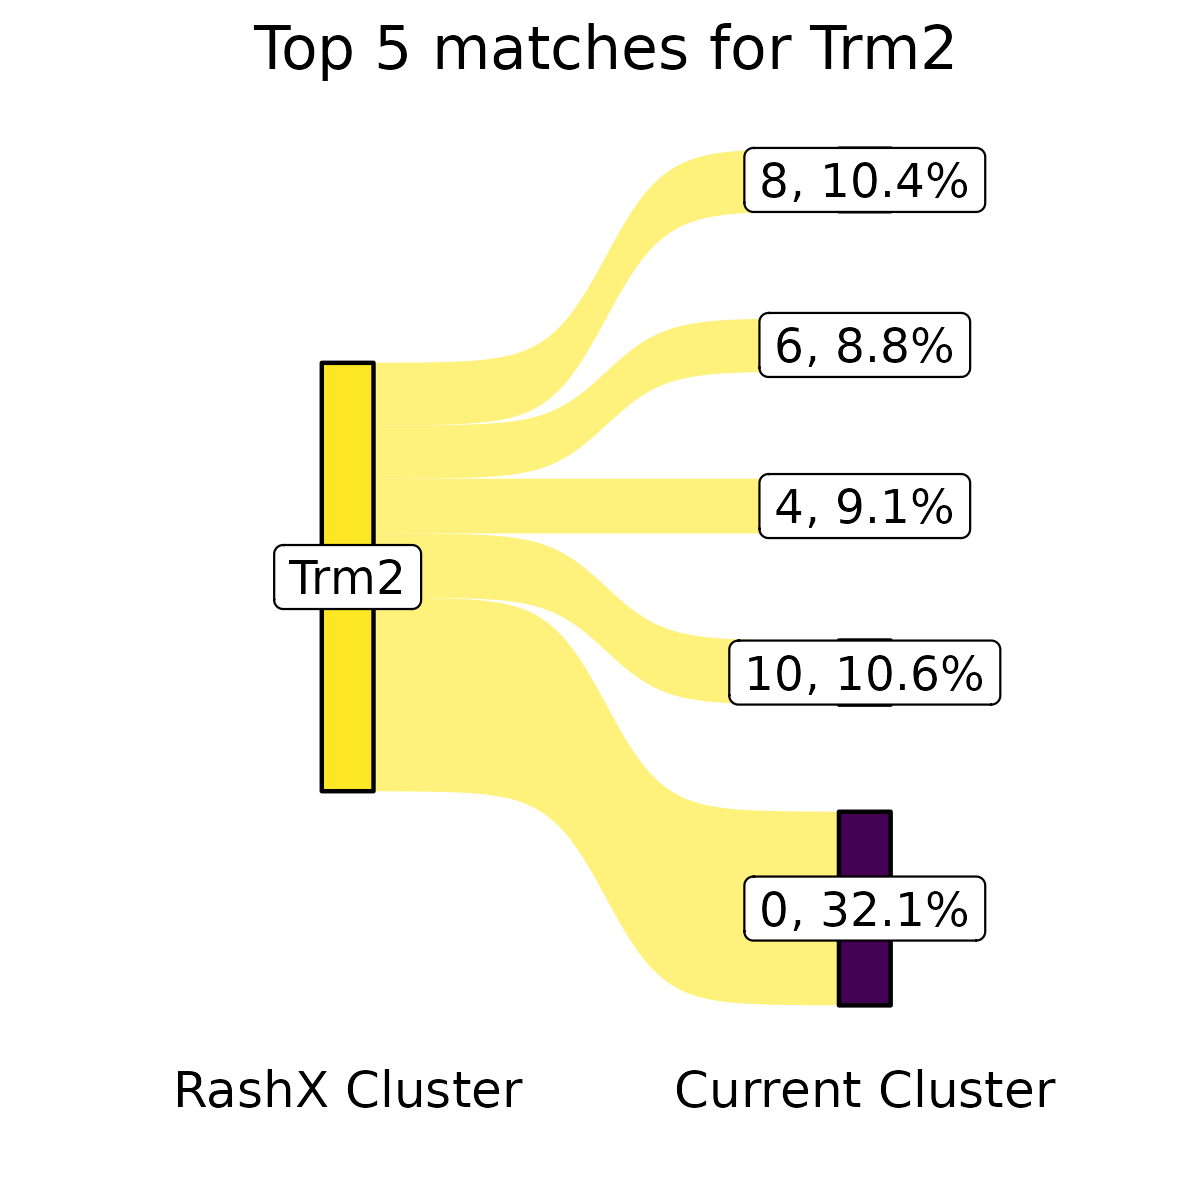 Top 5 matches for Trm2
8, 10.4%
6, 8.8%
4, 9.1%
Trm2
10, 10.6%
0, 32.1%
RashX Cluster
Current Cluster